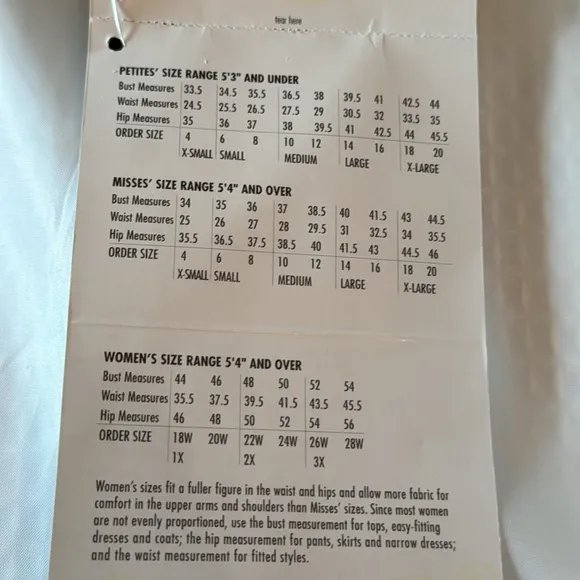 tear here
PETITES' SIZE RANGE 5'3" AND UNDER
Bust Measures 33.5 34.5 35.5 36.5 38 39.5 41 42.5 44
Waist Measures 24.5 25.5 26.5 27.5 29 30.5 32 33.5 35
Hip Measures 35 36 37 38 39.5 41 42.5 44 45.5
ORDER SIZE 4 6 8 10 12 14 16 18 20
X-SMALL SMALL MEDIUM LARGE X-LARGE
MISSES' SIZE RANGE 5'4" AND OVER
Bust Measures 34 35 36 37 38.5 40 41.5 43 44.5
Waist Measures 25 26 27 28 29.5 31 32.5 34 35.5
Hip Measures 35.5 36.5 37.5 38.5 40 41.5 43 44.5 46
ORDER SIZE 4 6 8 10 12 14 16 18 20
X-SMALL SMALL MEDIUM LARGE X-LARGE
WOMEN'S SIZE RANGE 5'4" AND OVER
Bust Measures 44 46 48 50 52 54
Waist Measures 35.5 37.5 39.5 41.5 43.5 45.5
Hip Measures 46 48 50 52 54 56
ORDER SIZE 18W 20W 22W 24W 26W 28W
1X 2X 3X
Women's sizes fit a fuller figure in the waist and hips and allow more fabric for
comfort in the upper arms and shoulders than Misses' sizes. Since most women
are not evenly proportioned, use the bust measurement for tops, easy-fitting
dresses and coats; the hip measurement for pants, skirts and narrow dresses;
and the waist measurement for fitted styles.